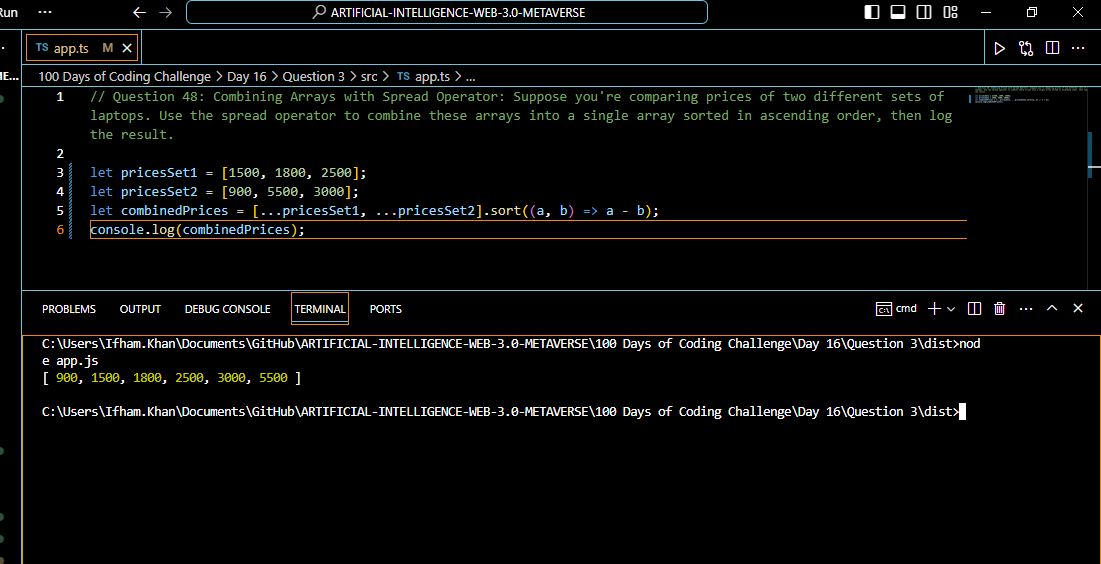 Run ··· ARTIFICIAL-INTELLIGENCE-WEB-3.0-METAVERSE
TS app.ts M
100 Days of Coding Challenge > Day 16 > Question 3 > src > TS app.ts > ...
1 // Question 48: Combining Arrays with Spread Operator: Suppose you're comparing prices of two different sets of
laptops. Use the spread operator to combine these arrays into a single array sorted in ascending order, then log
the result.
2
3 let pricesSet1 = [1500, 1800, 2500];
4 let pricesSet2 = [900, 5500, 3000];
5 let combinedPrices = [...pricesSet1, ...pricesSet2].sort((a, b) => a - b);
6 console.log(combinedPrices);
PROBLEMS OUTPUT DEBUG CONSOLE TERMINAL PORTS cmd
C:\Users\Ifham.Khan\Documents\GitHub\ARTIFICIAL-INTELLIGENCE-WEB-3.0-METAVERSE\100 Days of Coding Challenge\Day 16\Question 3\dist>nod
e app.js
[ 900, 1500, 1800, 2500, 3000, 5500 ]
C:\Users\Ifham.Khan\Documents\GitHub\ARTIFICIAL-INTELLIGENCE-WEB-3.0-METAVERSE\100 Days of Coding Challenge\Day 16\Question 3\dist>